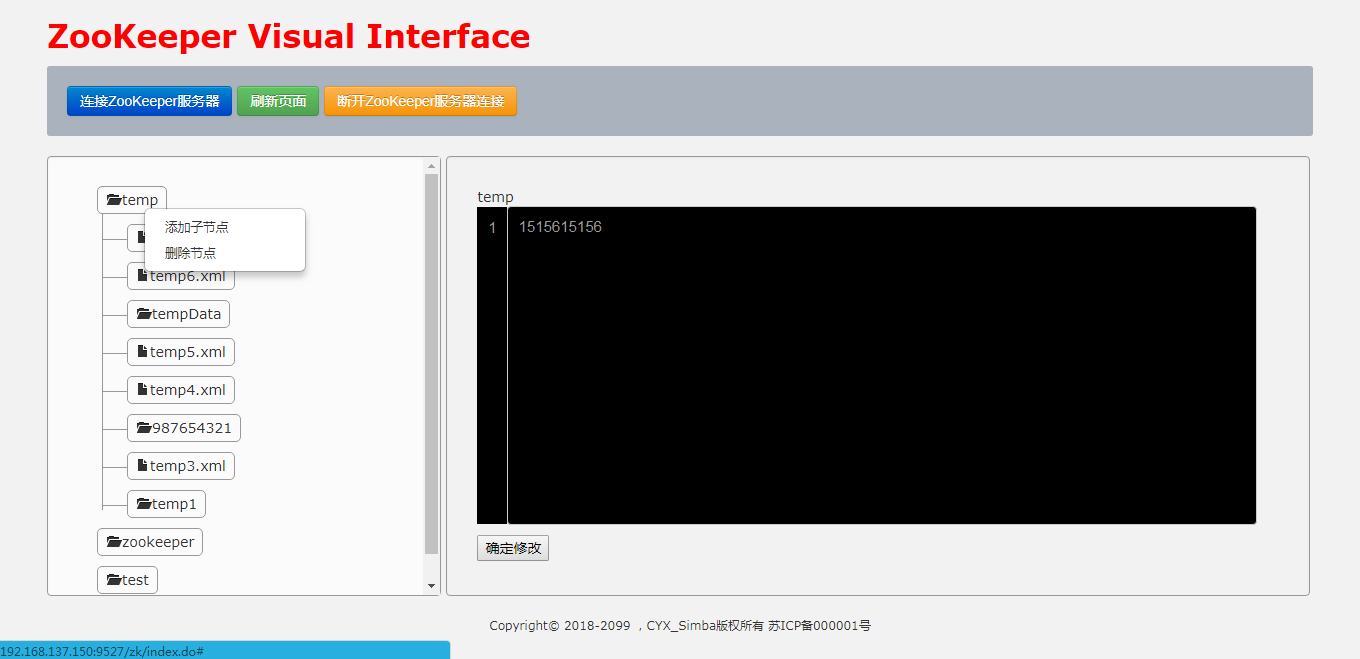 ZooKeeper Visual Interface
连接ZooKeeper服务器 刷新页面 断开ZooKeeper服务器连接
temp
添加子节点
删除节点
temp6.xml
tempData
temp5.xml
temp4.xml
987654321
temp3.xml
temp1
zookeeper
test
temp
1 1515615156
确定修改
Copyright© 2018-2099 ，CYX_Simba版权所有 苏ICP备000001号
192.168.137.150:9527/zk/index.do#